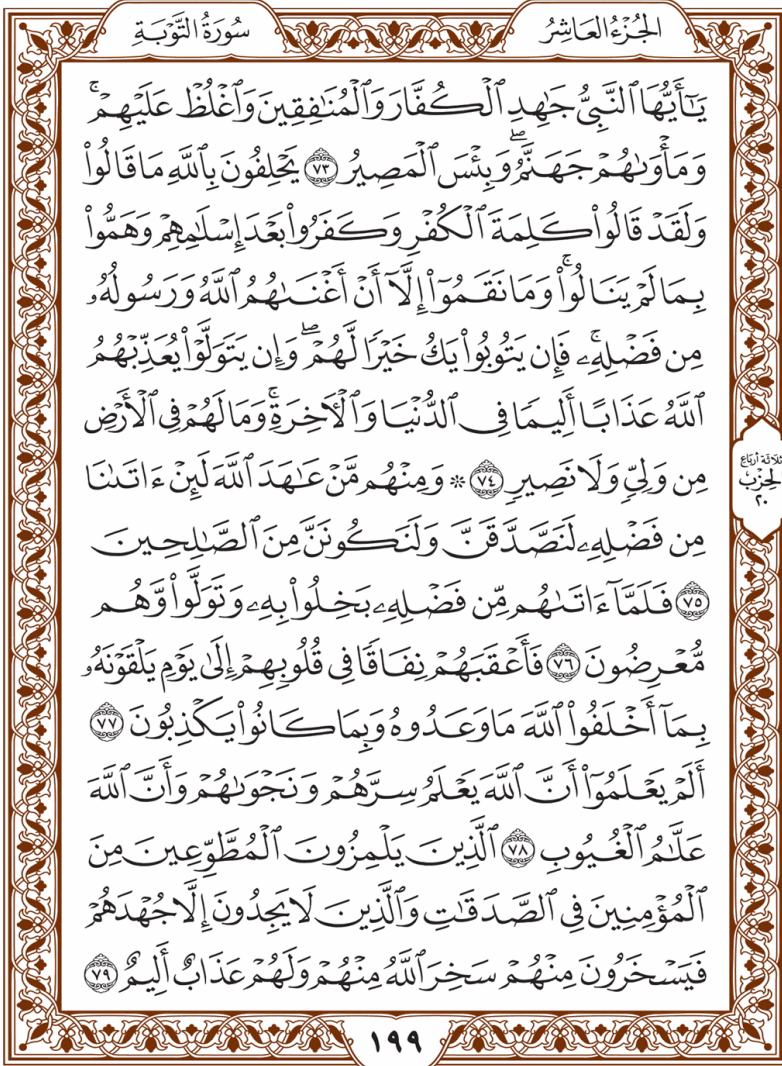 الجُزْءُ العَاشِرُ
سُورَةُ التَّوْبَةِ
يَٰٓأَيُّهَا ٱلنَّبِيُّ جَٰهِدِ ٱلْكُفَّارَ وَٱلْمُنَٰفِقِينَ وَٱغْلُظْ عَلَيْهِمْۚ
وَمَأْوَىٰهُمْ جَهَنَّمُۖ وَبِئْسَ ٱلْمَصِيرُ ٧٣ يَحْلِفُونَ بِٱللَّهِ مَا قَالُوا۟
وَلَقَدْ قَالُوا۟ كَلِمَةَ ٱلْكُفْرِ وَكَفَرُوا۟ بَعْدَ إِسْلَٰمِهِمْ وَهَمُّوا۟
بِمَا لَمْ يَنَالُوا۟ۚ وَمَا نَقَمُوٓا۟ إِلَّآ أَنْ أَغْنَىٰهُمُ ٱللَّهُ وَرَسُولُهُۥ
مِن فَضْلِهِۦۚ فَإِن يَتُوبُوا۟ يَكُ خَيْرًا لَّهُمْۖ وَإِن يَتَوَلَّوْا۟ يُعَذِّبْهُمُ
ٱللَّهُ عَذَابًا أَلِيمًا فِي ٱلدُّنْيَا وَٱلْـَٔاخِرَةِۚ وَمَا لَهُمْ فِي ٱلْأَرْضِ
مِن وَلِيٍّ وَلَا نَصِيرٍ ٧٤ ۞ وَمِنْهُم مَّنْ عَٰهَدَ ٱللَّهَ لَئِنْ ءَاتَىٰنَا
مِن فَضْلِهِۦ لَنَصَّدَّقَنَّ وَلَنَكُونَنَّ مِنَ ٱلصَّٰلِحِينَ
٧٥ فَلَمَّآ ءَاتَىٰهُم مِّن فَضْلِهِۦ بَخِلُوا۟ بِهِۦ وَتَوَلَّوا۟ وَّهُم
مُّعْرِضُونَ ٧٦ فَأَعْقَبَهُمْ نِفَاقًا فِي قُلُوبِهِمْ إِلَىٰ يَوْمِ يَلْقَوْنَهُۥ
بِمَآ أَخْلَفُوا۟ ٱللَّهَ مَا وَعَدُوهُ وَبِمَا كَانُوا۟ يَكْذِبُونَ ٧٧
أَلَمْ يَعْلَمُوٓا۟ أَنَّ ٱللَّهَ يَعْلَمُ سِرَّهُمْ وَنَجْوَىٰهُمْ وَأَنَّ ٱللَّهَ
عَلَّٰمُ ٱلْغُيُوبِ ٧٨ ٱلَّذِينَ يَلْمِزُونَ ٱلْمُطَّوِّعِينَ مِنَ
ٱلْمُؤْمِنِينَ فِي ٱلصَّدَقَٰتِ وَٱلَّذِينَ لَا يَجِدُونَ إِلَّا جُهْدَهُمْ
فَيَسْخَرُونَ مِنْهُمْ سَخِرَ ٱللَّهُ مِنْهُمْ وَلَهُمْ عَذَابٌ أَلِيمٌ ٧٩
ثلاثة أرباع
الحِزْب
٢٠
١٩٩